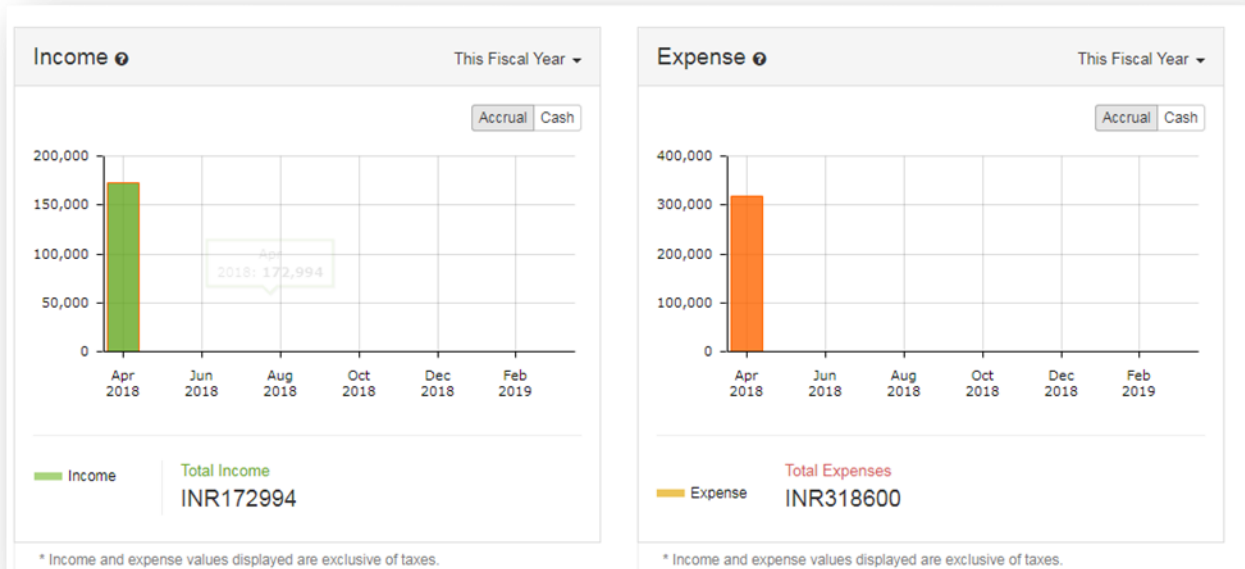 Income ?
This Fiscal Year
Accrual Cash
200,000
150,000
100,000
50,000
0
Apr
2018: 172,994
Apr
2018
Jun
2018
Aug
2018
Oct
2018
Dec
2018
Feb
2019
Income
Total Income
INR172994
* Income and expense values displayed are exclusive of taxes.
Expense ?
This Fiscal Year
Accrual Cash
400,000
300,000
200,000
100,000
0
Apr
2018
Jun
2018
Aug
2018
Oct
2018
Dec
2018
Feb
2019
Expense
Total Expenses
INR318600
* Income and expense values displayed are exclusive of taxes.